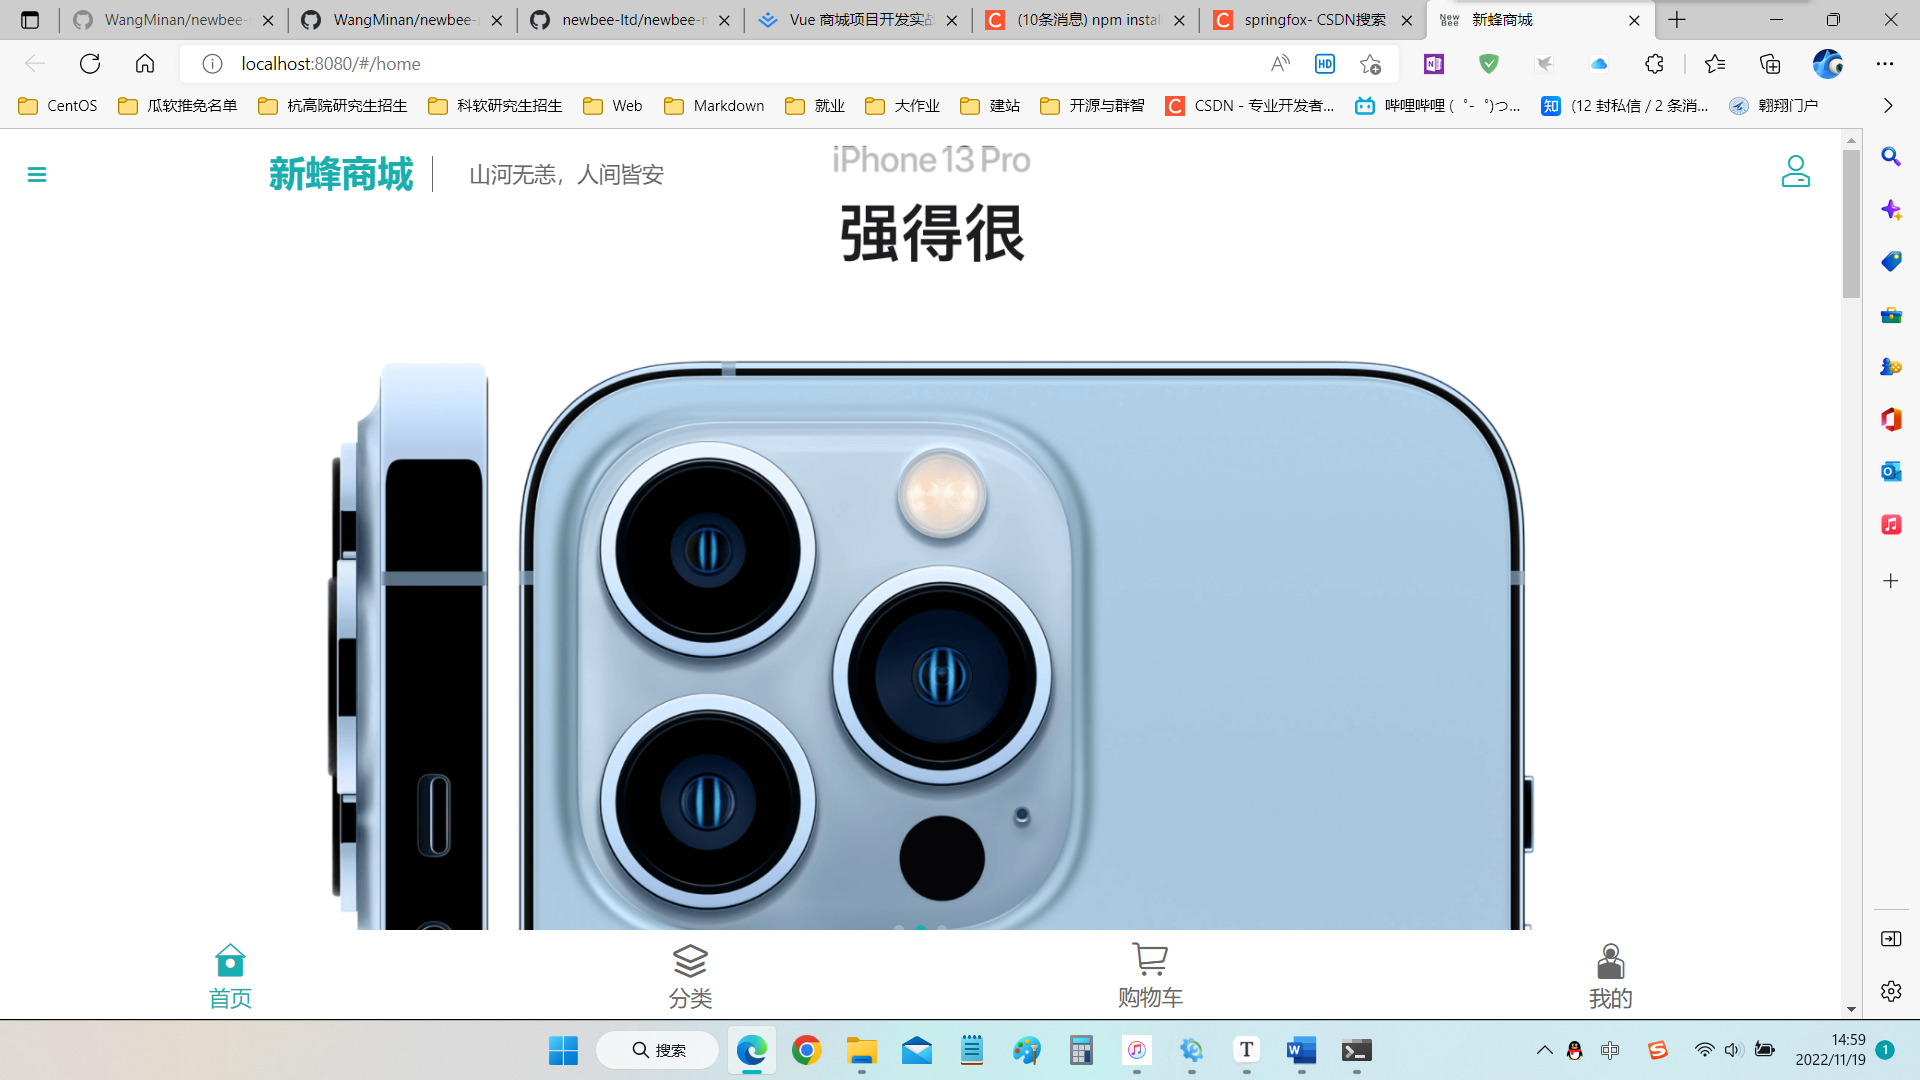 WangMinan/newbee-
WangMinan/newbee-
newbee-ltd/newbee-
Vue 商城项目开发实战
(10条消息) npm instal
springfox- CSDN搜索
New Bee
新蜂商城
localhost:8080/#/home
HD
CentOS
瓜软推免名单
杭高院研究生招生
科软研究生招生
Web
Markdown
就业
大作业
建站
开源与群智
CSDN - 专业开发者...
哔哩哔哩 ( ゜- ゜)つ...
知
(12 封私信 / 2 条消...
翱翔门户
新蜂商城
山河无恙，人间皆安
iPhone 13 Pro
强得很
首页
分类
购物车
我的
搜索
中
14:59
2022/11/19
1